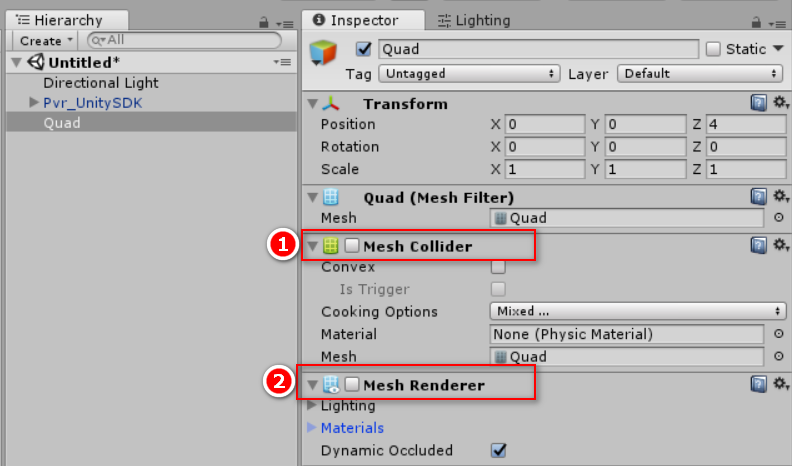 Hierarchy
Create
All
Untitled*
Directional Light
Pvr_UnitySDK
Quad
Inspector
Lighting
Quad
Static
Tag Untagged Layer Default
Transform
Position X 0 Y 0 Z 4
Rotation X 0 Y 0 Z 0
Scale X 1 Y 1 Z 1
Quad (Mesh Filter)
Mesh Quad
1 Mesh Collider
Convex
Is Trigger
Cooking Options Mixed ...
Material None (Physic Material)
Mesh Quad
2 Mesh Renderer
Lighting
Materials
Dynamic Occluded